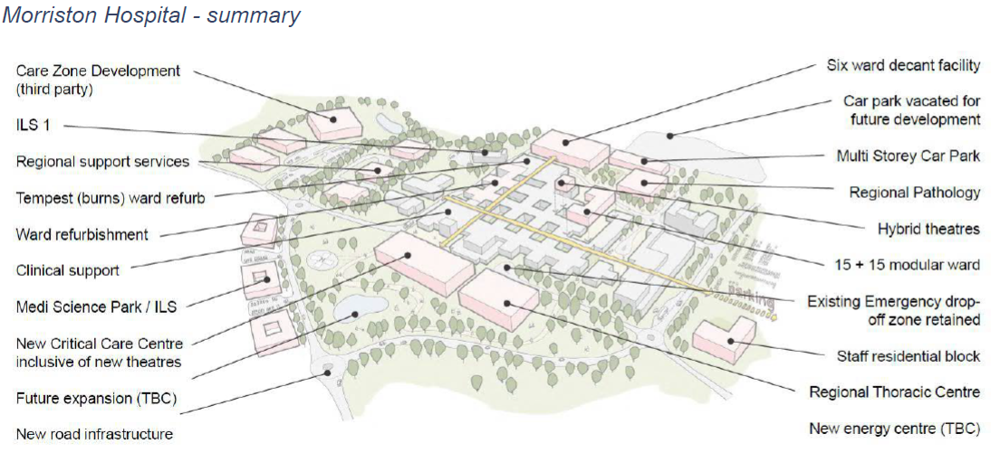 Morriston Hospital - summary
Care Zone Development
(third party)
ILS 1
Regional support services
Tempest (burns) ward refurb
Ward refurbishment
Clinical support
Medi Science Park / ILS
New Critical Care Centre
inclusive of new theatres
Future expansion (TBC)
New road infrastructure
Six ward decant facility
Car park vacated for
future development
Multi Storey Car Park
Regional Pathology
Hybrid theatres
15 + 15 modular ward
Existing Emergency drop-
off zone retained
Staff residential block
Regional Thoracic Centre
New energy centre (TBC)
parking